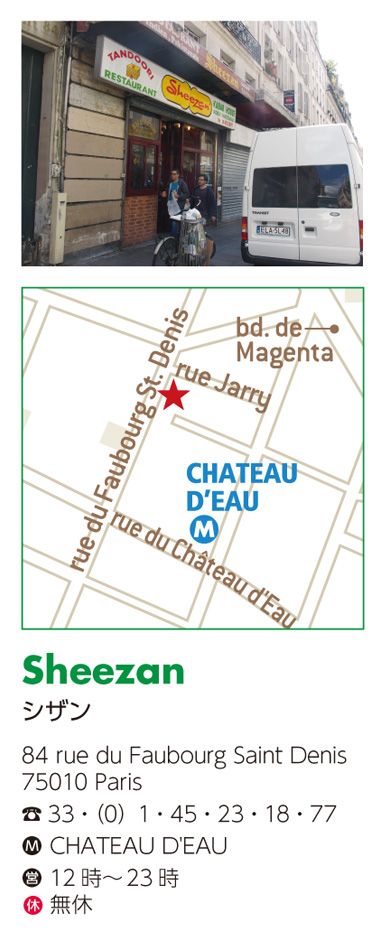 TANDOORI
RESTAURANT
Sheezan
Sheezan
TRANSIT
bd. de
Magenta
rue Jarry
rue du Faubourg St. Denis
CHATEAU
D'EAU
M
rue du Château d'Eau
Sheezan
シザン
84 rue du Faubourg Saint Denis
75010 Paris
☎ 33・(0) 1・45・23・18・77
M CHATEAU D'EAU
営 12時〜23時
休 無休